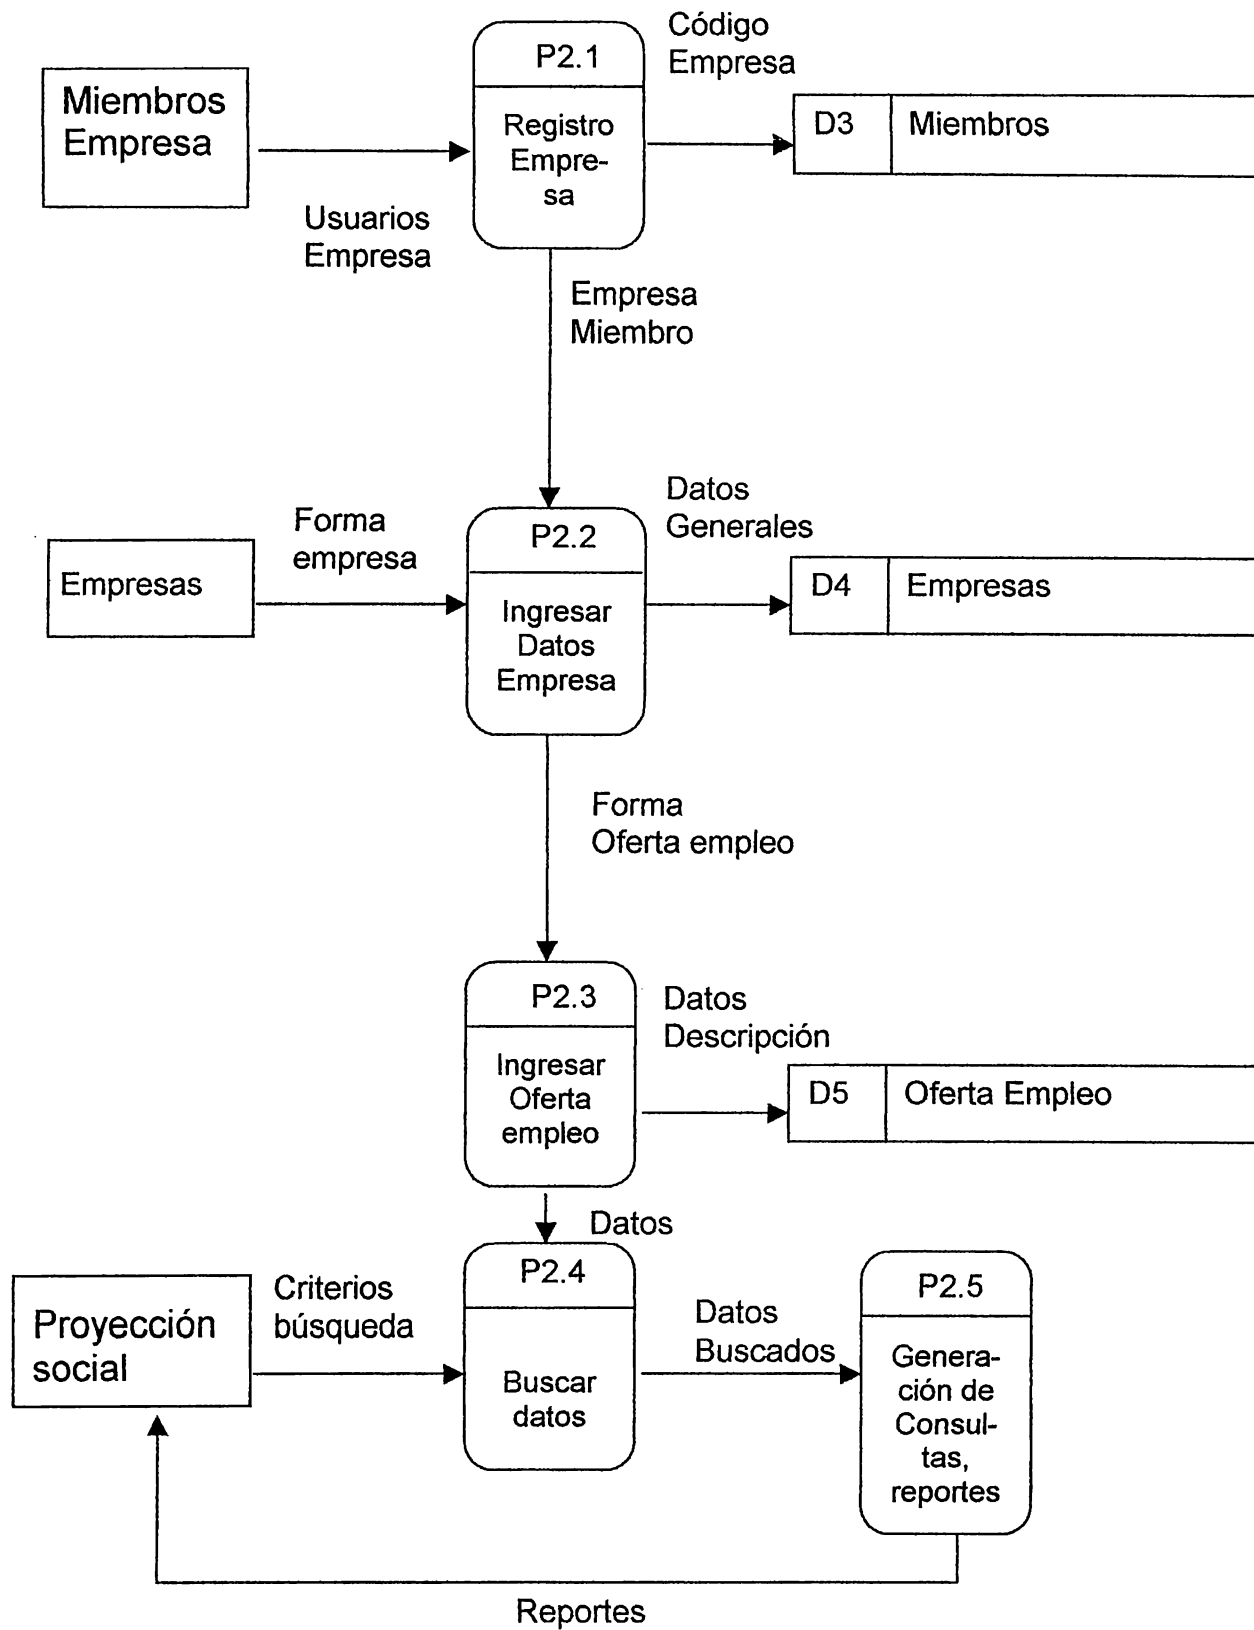 Código
Empresa
P2.1
Miembros
Empresa
Registro
Empre-
sa
D3
Miembros
Usuarios
Empresa
Empresa
Miembro
Datos
Generales
Forma
empresa
P2.2
Empresas
Ingresar
Datos
Empresa
D4
Empresas
Forma
Oferta empleo
P2.3
Datos
Descripción
Ingresar
Oferta
empleo
D5
Oferta Empleo
Datos
P2.4
Criterios
búsqueda
Proyección
social
Buscar
datos
Datos
Buscados
P2.5
Genera-
ción de
Consul-
tas,
reportes
Reportes